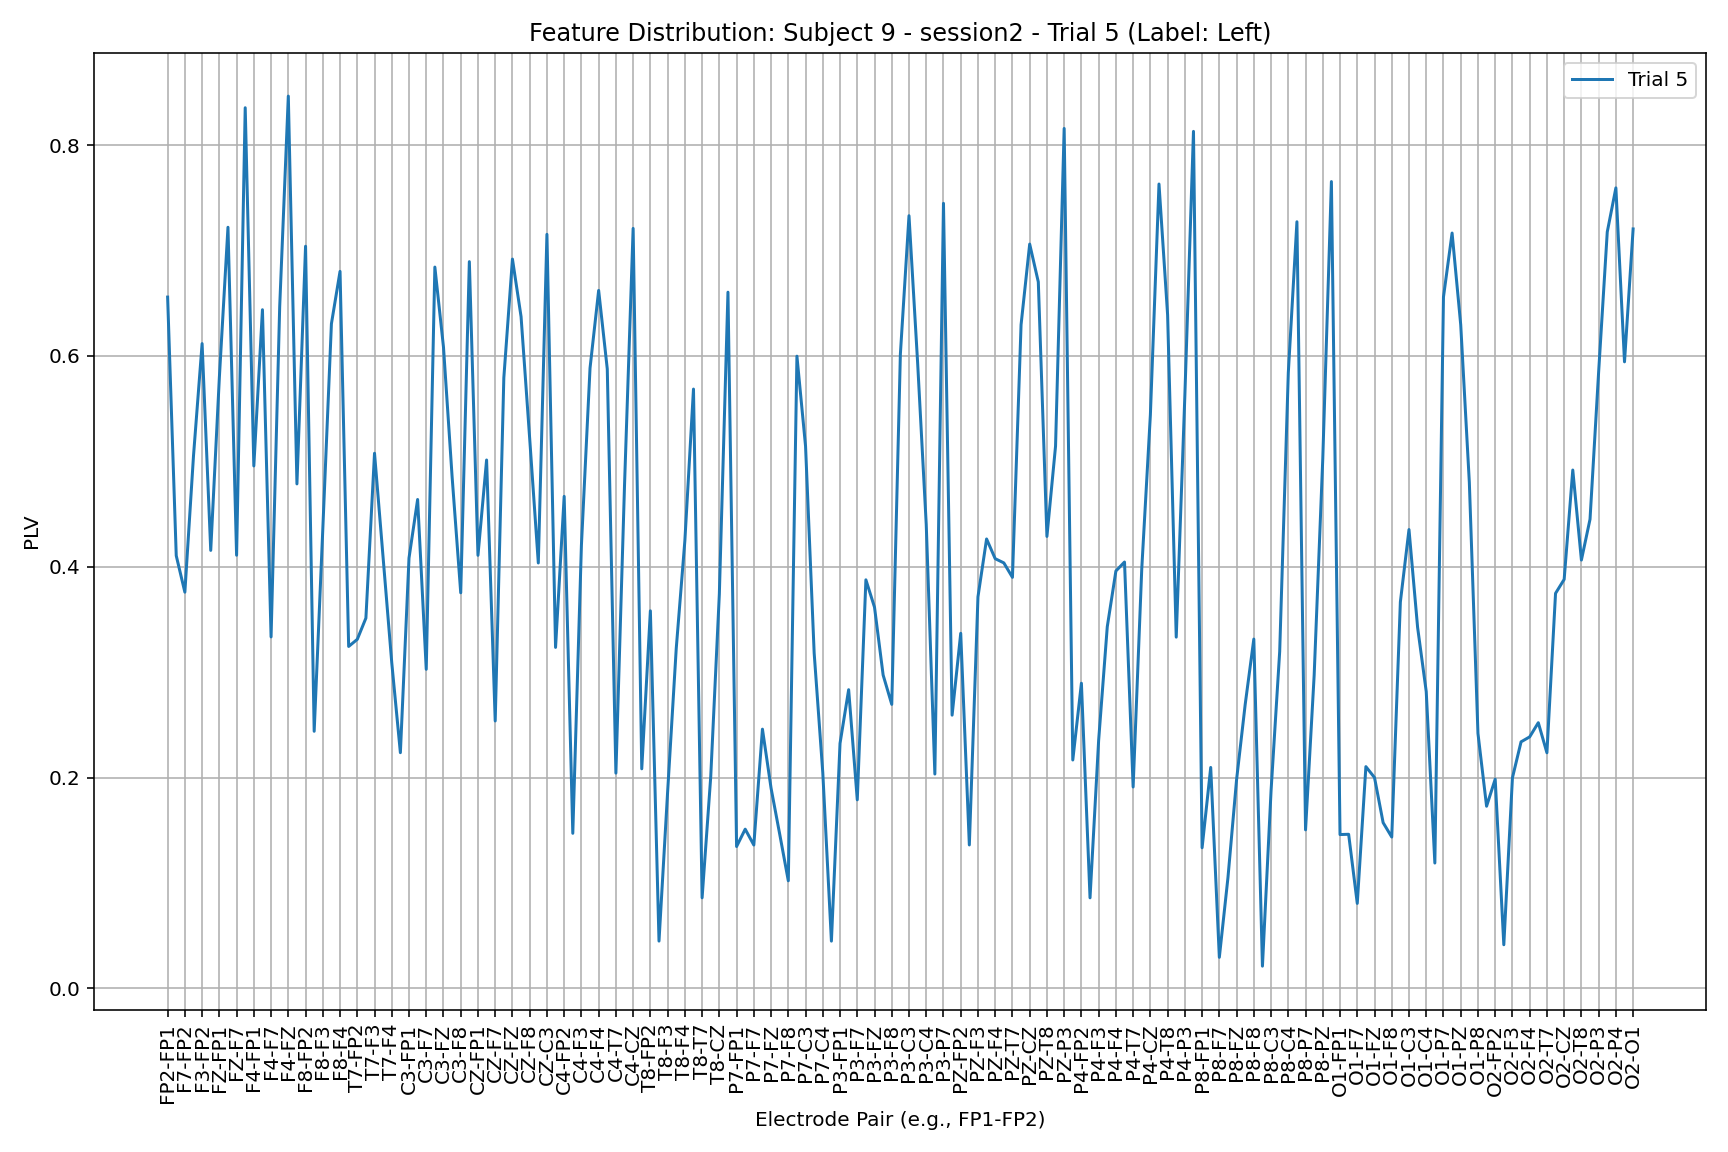 Feature Distribution: Subject 9 - session2 - Trial 5 (Label: Left)
Trial 5
PLV
0.8
0.6
0.4
0.2
0.0
FP2-FP1
F7-FP2
F3-FP2
FZ-FP1
FZ-F7
F4-FP1
F4-F7
F4-FZ
F8-FP2
F8-F3
F8-F4
T7-FP2
T7-F3
T7-F4
C3-FP1
C3-F7
C3-FZ
C3-F8
CZ-FP1
CZ-F7
CZ-FZ
CZ-F8
CZ-C3
C4-FP2
C4-F3
C4-F4
C4-T7
C4-CZ
T8-FP2
T8-F3
T8-F4
T8-T7
T8-CZ
P7-FP1
P7-F7
P7-FZ
P7-F8
P7-C3
P7-C4
P3-FP1
P3-F7
P3-FZ
P3-F8
P3-C3
P3-C4
P3-P7
PZ-FP2
PZ-F3
PZ-F4
PZ-T7
PZ-CZ
PZ-T8
PZ-P3
P4-FP2
P4-F3
P4-F4
P4-T7
P4-CZ
P4-T8
P4-P3
P8-FP1
P8-F7
P8-FZ
P8-F8
P8-C3
P8-C4
P8-P7
P8-PZ
O1-FP1
O1-F7
O1-FZ
O1-F8
O1-C3
O1-C4
O1-P7
O1-PZ
O1-P8
O2-FP2
O2-F3
O2-F4
O2-T7
O2-CZ
O2-T8
O2-P3
O2-P4
O2-O1
Electrode Pair (e.g., FP1-FP2)